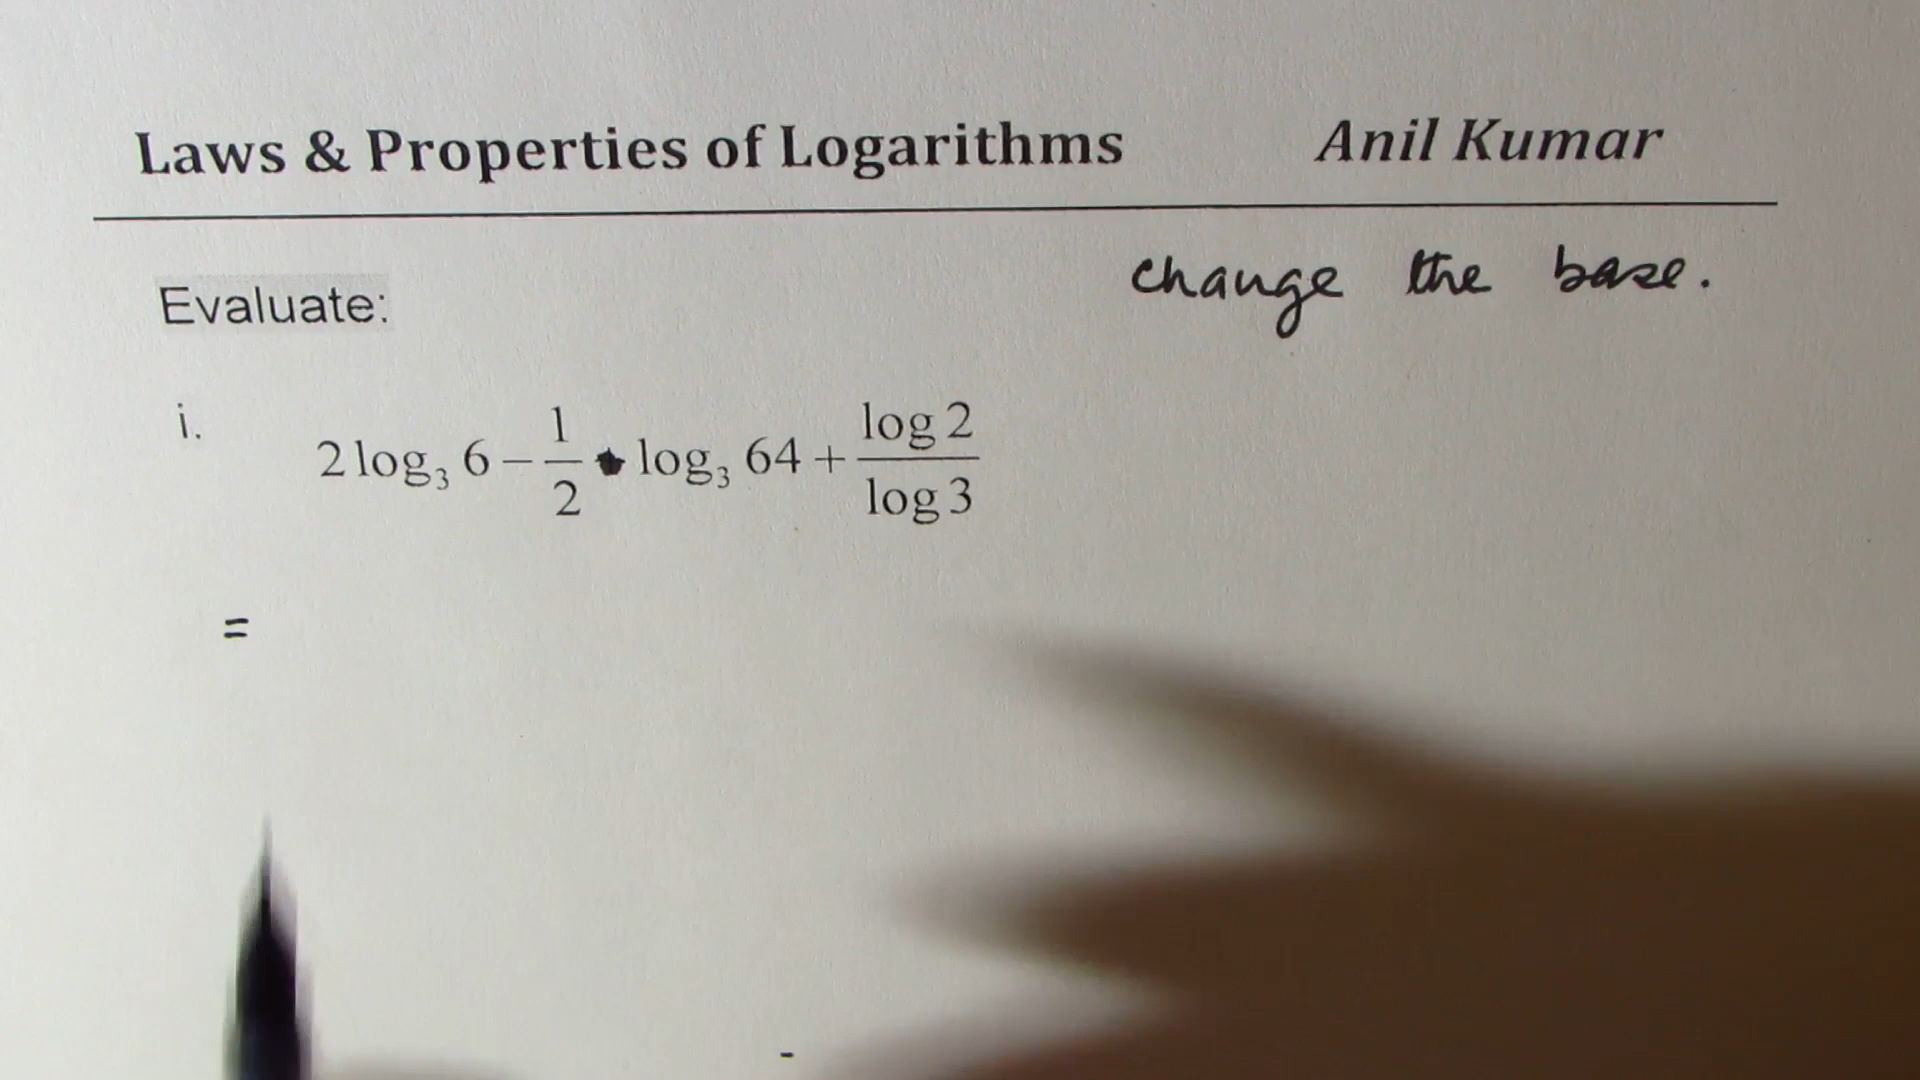 Laws & Properties of Logarithms Anil Kumar
change the base.
Evaluate:
i. 2 log₃ 6 − 1/2 log₃ 64 + log 2/log 3
=